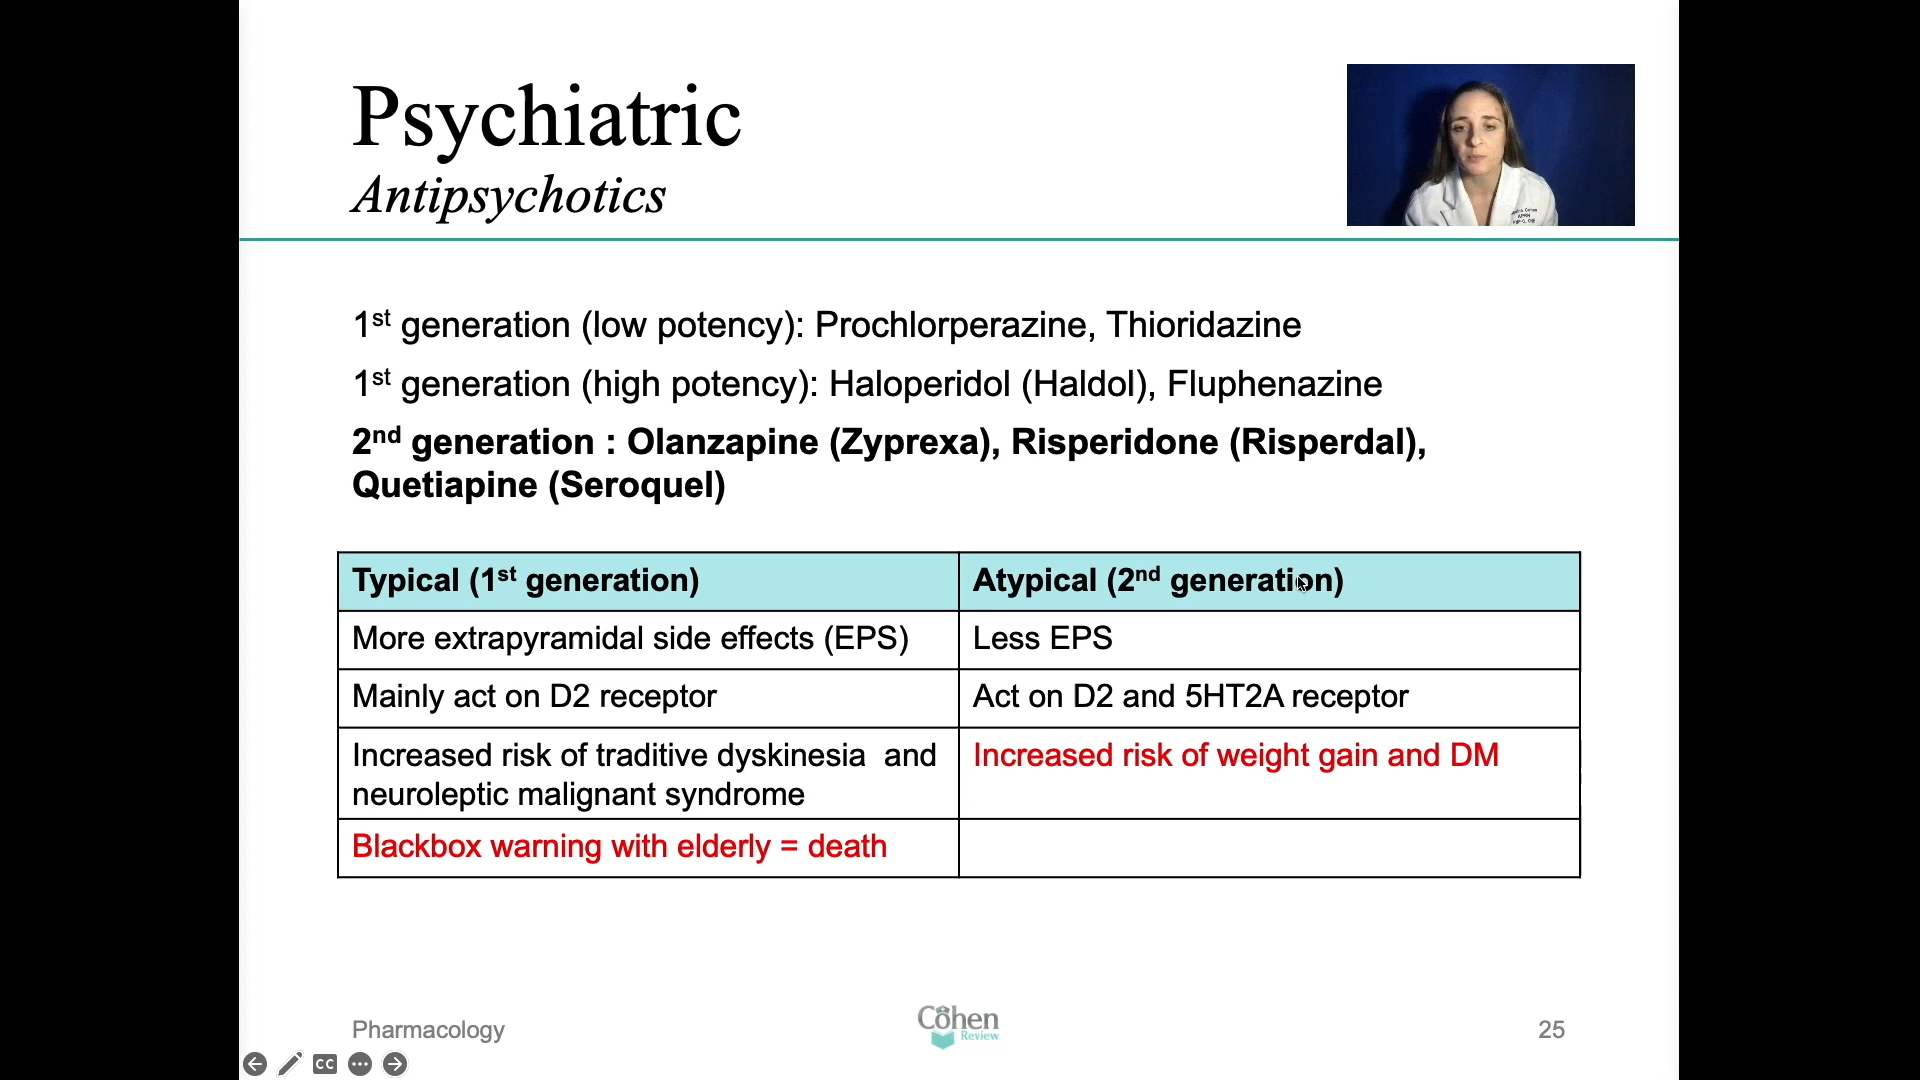 Psychiatric
Antipsychotics
APRN
1st generation (low potency): Prochlorperazine, Thioridazine
1st generation (high potency): Haloperidol (Haldol), Fluphenazine
2nd generation : Olanzapine (Zyprexa), Risperidone (Risperdal),
Quetiapine (Seroquel)
Typical (1st generation)
Atypical (2nd generation)
More extrapyramidal side effects (EPS)
Less EPS
Mainly act on D2 receptor
Act on D2 and 5HT2A receptor
Increased risk of traditive dyskinesia and
neuroleptic malignant syndrome
Increased risk of weight gain and DM
Blackbox warning with elderly = death
Pharmacology
Cohen
Review
25
CC